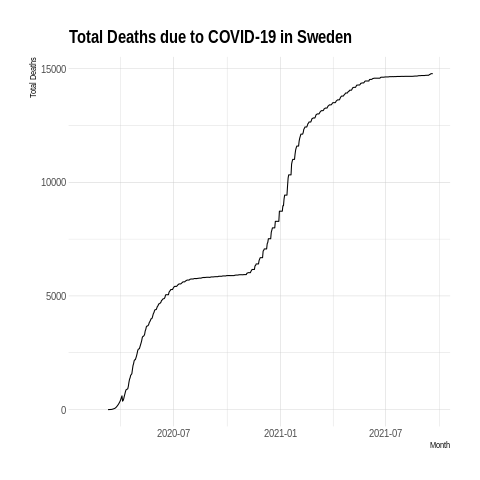 Total Deaths due to COVID-19 in Sweden
Total Deaths
15000
10000
5000
0
2020-07
2021-01
2021-07
Month